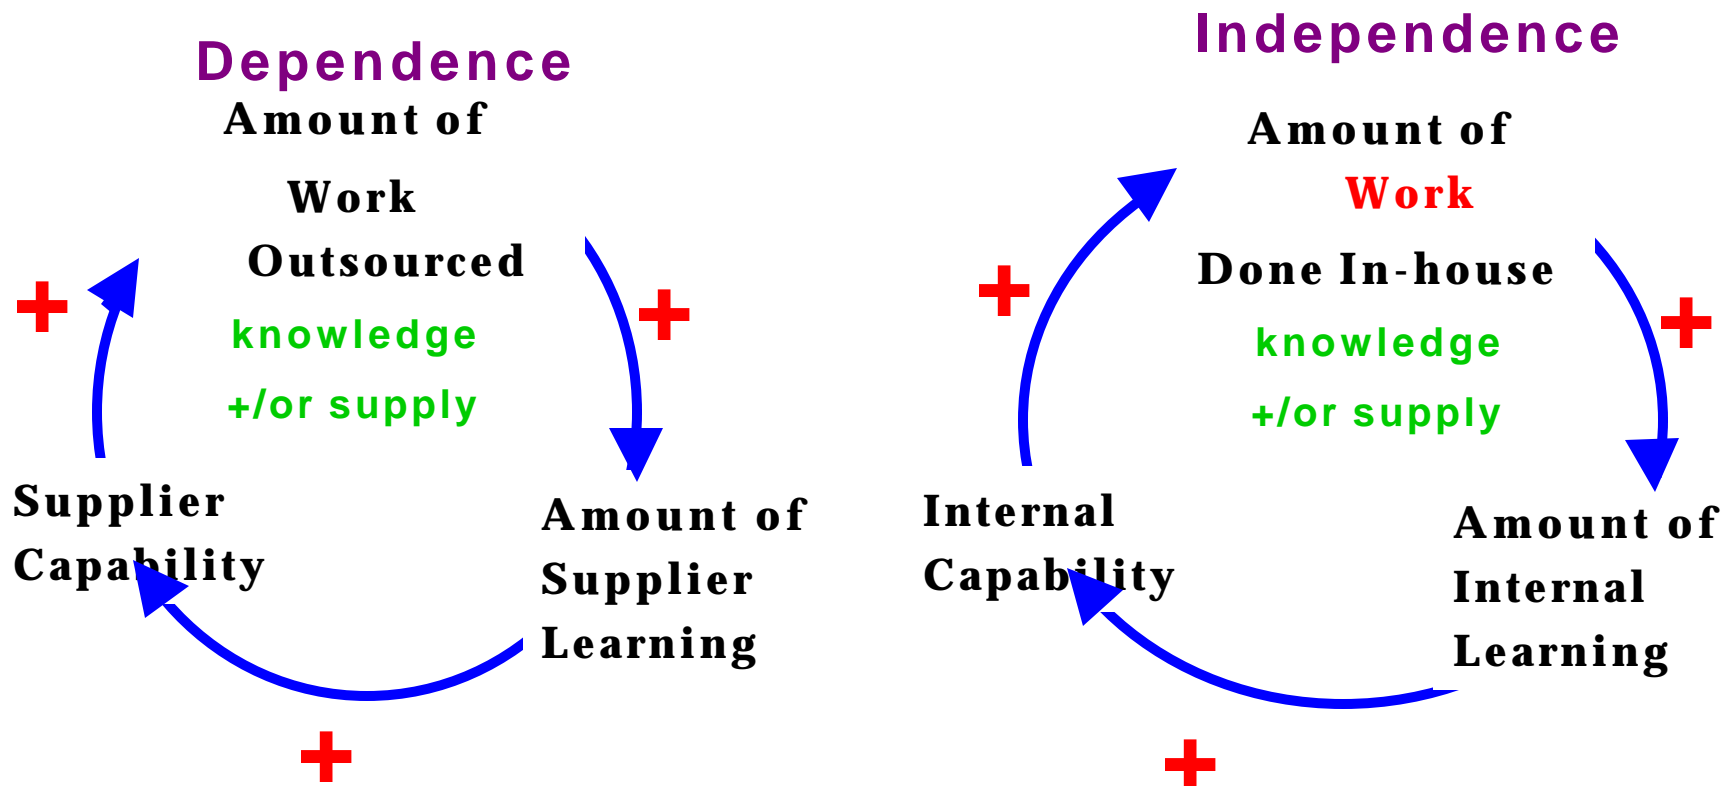 Dependence
Amount of
Work
Outsourced
knowledge
+/or supply
+
+
Supplier
Capability
Amount of
Supplier
Learning
+
Independence
Amount of
Work
Done In-house
knowledge
+/or supply
+
+
Internal
Capability
Amount of
Internal
Learning
+